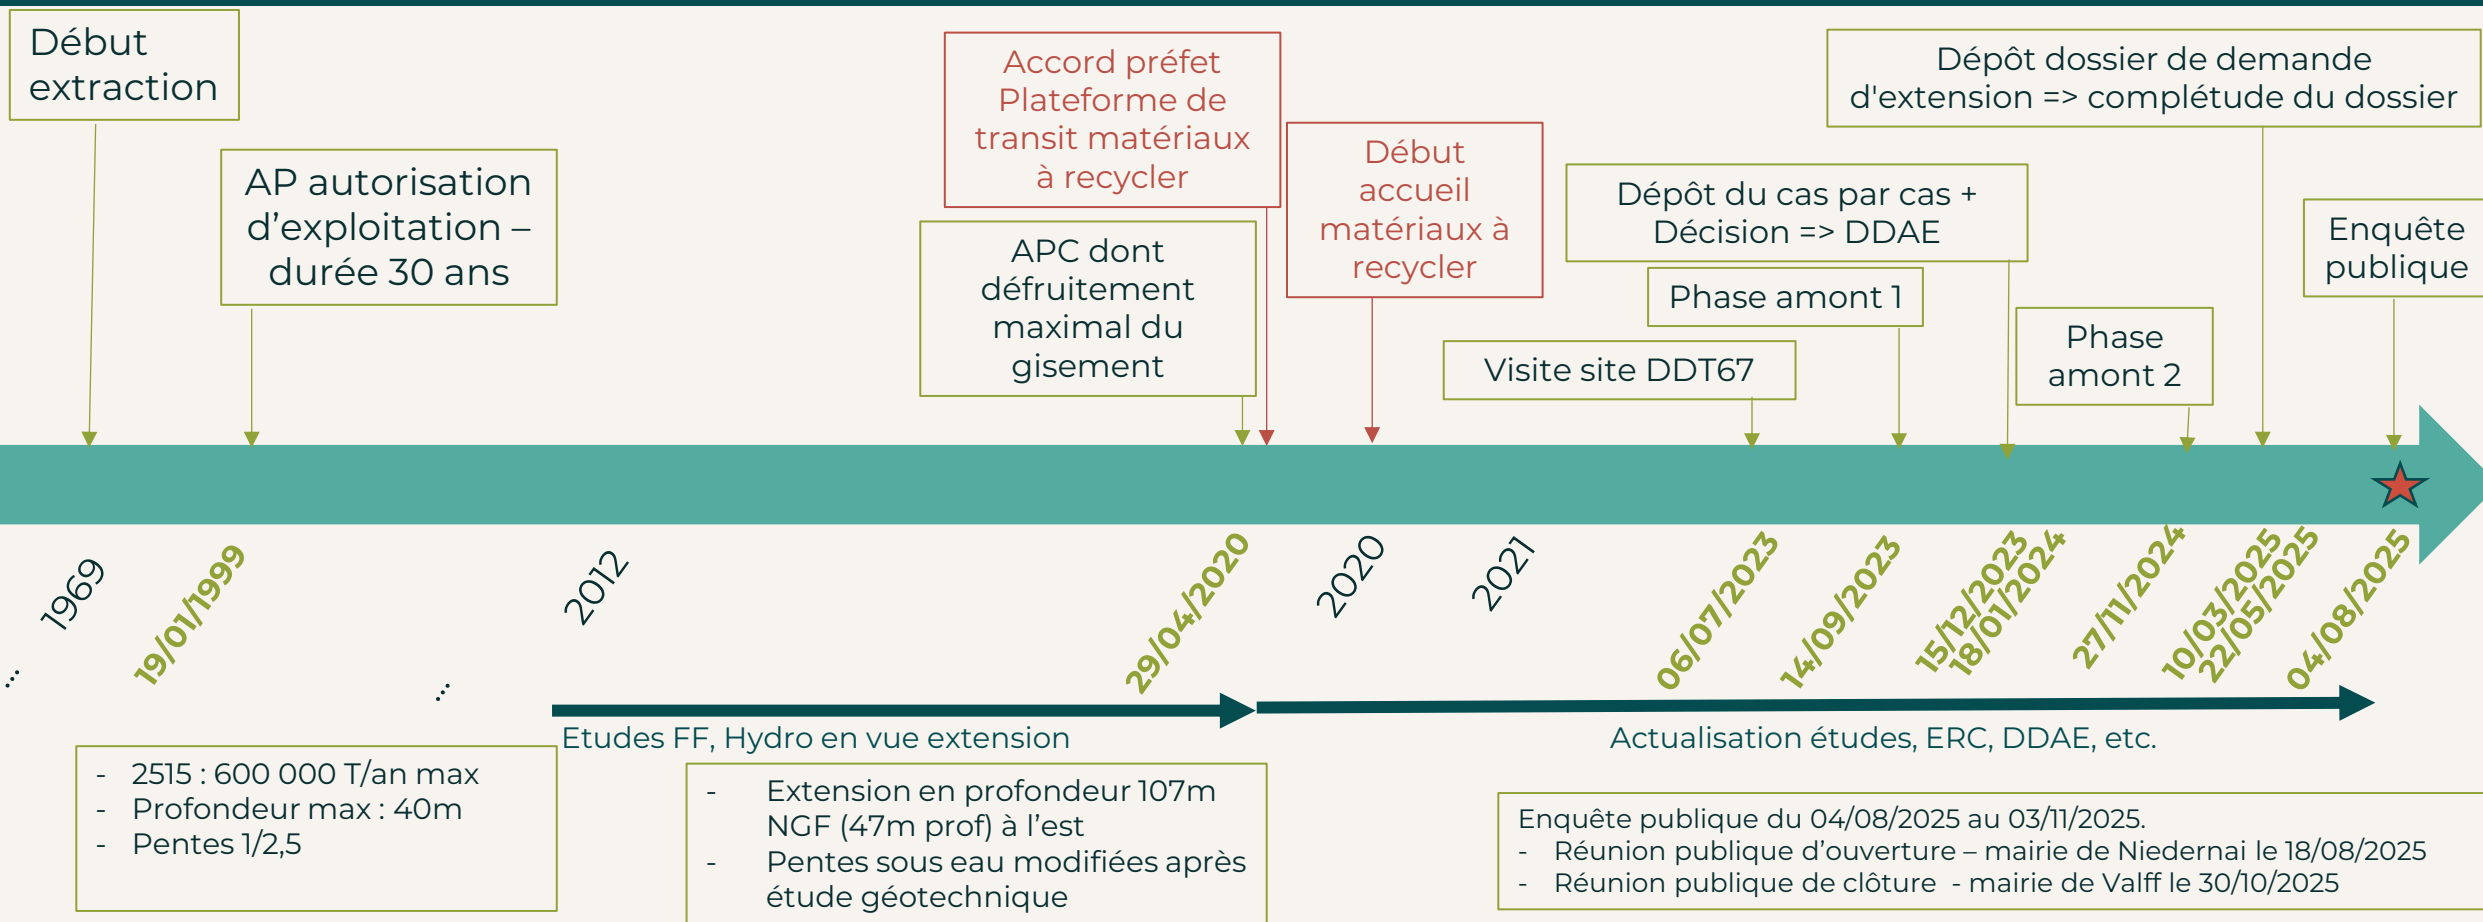 Début
extraction
AP autorisation
d’exploitation –
durée 30 ans
Accord préfet
Plateforme de
transit matériaux
à recycler
APC dont
défruitement
maximal du
gisement
Début
accueil
matériaux à
recycler
Visite site DDT67
Phase amont 1
Dépôt du cas par cas +
Décision => DDAE
Phase
amont 2
Dépôt dossier de demande
d'extension => complétude du dossier
Enquête
publique
...
1969
19/01/1999
...
2012
29/04/2020
2020
2021
06/07/2023
14/09/2023
15/12/2023
18/01/2024
27/11/2024
10/03/2025
22/05/2025
04/08/2025
Etudes FF, Hydro en vue extension
Actualisation études, ERC, DDAE, etc.
- 2515 : 600 000 T/an max
- Profondeur max : 40m
- Pentes 1/2,5
- Extension en profondeur 107m
NGF (47m prof) à l’est
- Pentes sous eau modifiées après
étude géotechnique
Enquête publique du 04/08/2025 au 03/11/2025.
- Réunion publique d’ouverture – mairie de Niedernai le 18/08/2025
- Réunion publique de clôture - mairie de Valff le 30/10/2025